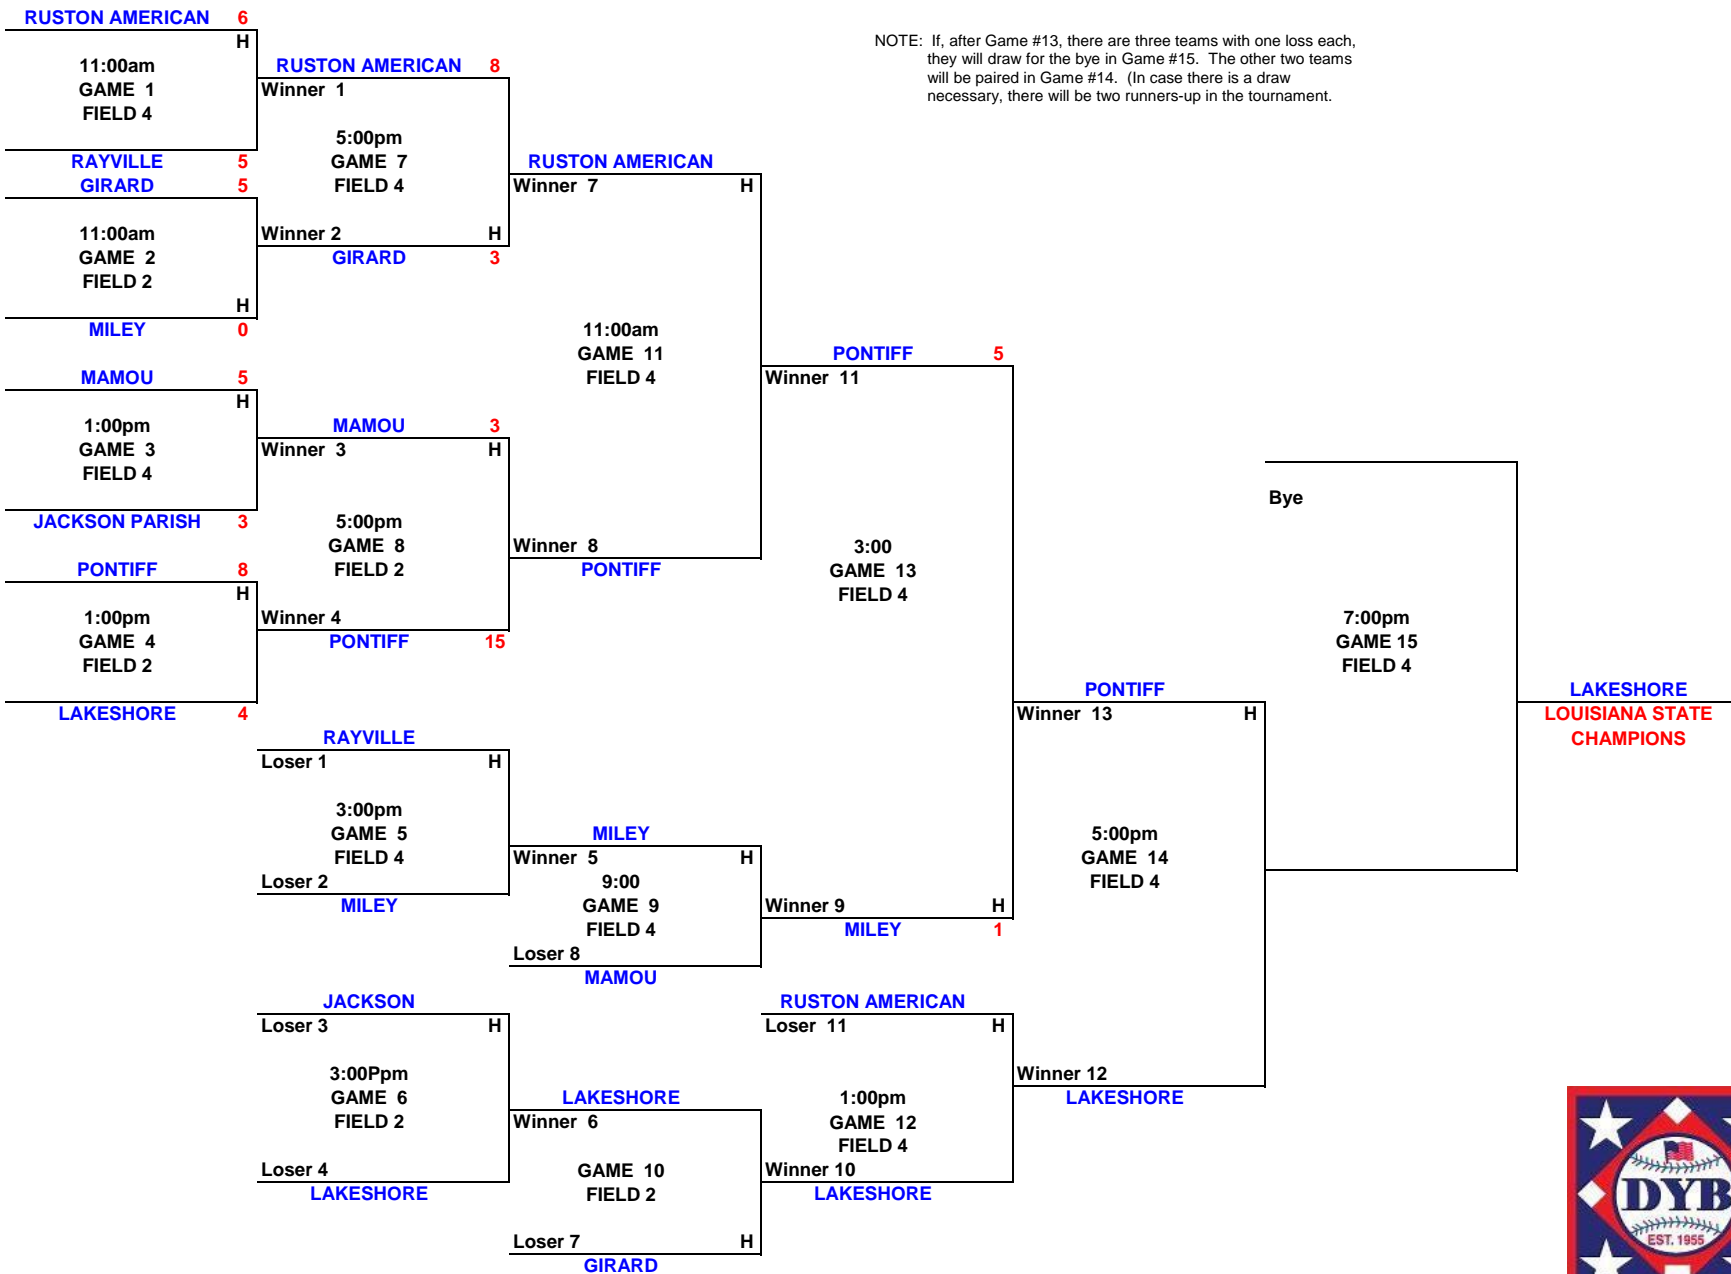 RUSTON AMERICAN 6
H
11:00am
GAME 1
FIELD 4
RAYVILLE 5
GIRARD 5
11:00am
GAME 2
FIELD 2
H
MILEY 0
MAMOU 5
H
1:00pm
GAME 3
FIELD 4
JACKSON PARISH 3
PONTIFF 8
H
1:00pm
GAME 4
FIELD 2
LAKESHORE 4
RUSTON AMERICAN 8
Winner 1
5:00pm
GAME 7
FIELD 4
Winner 2 H
GIRARD 3
MAMOU 3
Winner 3 H
5:00pm
GAME 8
FIELD 2
Winner 4
PONTIFF 15
RAYVILLE
Loser 1 H
3:00pm
GAME 5
FIELD 4
Loser 2
MILEY
JACKSON
Loser 3 H
3:00Ppm
GAME 6
FIELD 2
Loser 4
LAKESHORE
RUSTON AMERICAN
Winner 7 H
11:00am
GAME 11
FIELD 4
Winner 8
PONTIFF
MILEY
Winner 5 H
9:00
GAME 9
FIELD 4
Loser 8
MAMOU
LAKESHORE
Winner 6
GAME 10
FIELD 2
Loser 7 H
GIRARD
NOTE: If, after Game #13, there are three teams with one loss each,
they will draw for the bye in Game #15. The other two teams
will be paired in Game #14. (In case there is a draw
necessary, there will be two runners-up in the tournament.
PONTIFF 5
Winner 11
3:00
GAME 13
FIELD 4
Winner 9 H
MILEY 1
RUSTON AMERICAN
Loser 11 H
1:00pm
GAME 12
FIELD 4
Winner 10
LAKESHORE
PONTIFF
Winner 13 H
5:00pm
GAME 14
FIELD 4
Winner 12
LAKESHORE
Bye
7:00pm
GAME 15
FIELD 4
LAKESHORE
LOUISIANA STATE
CHAMPIONS
DYB
EST. 1955